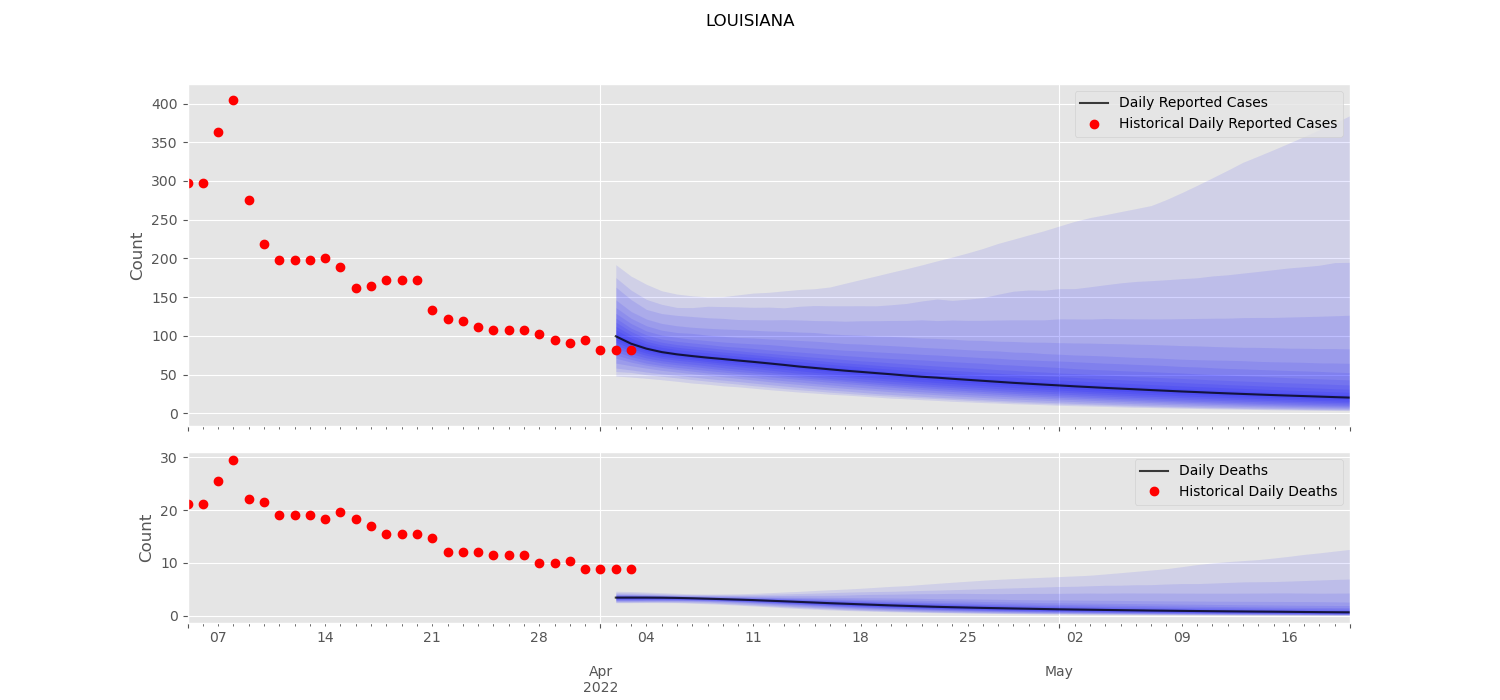 LOUISIANA
Daily Reported Cases
Historical Daily Reported Cases
400
350
300
250
200
150
100
50
0
Count
Daily Deaths
Historical Daily Deaths
30
20
10
0
Count
07 14 21 28 04 11 18 25 02 09 16
Apr May
2022